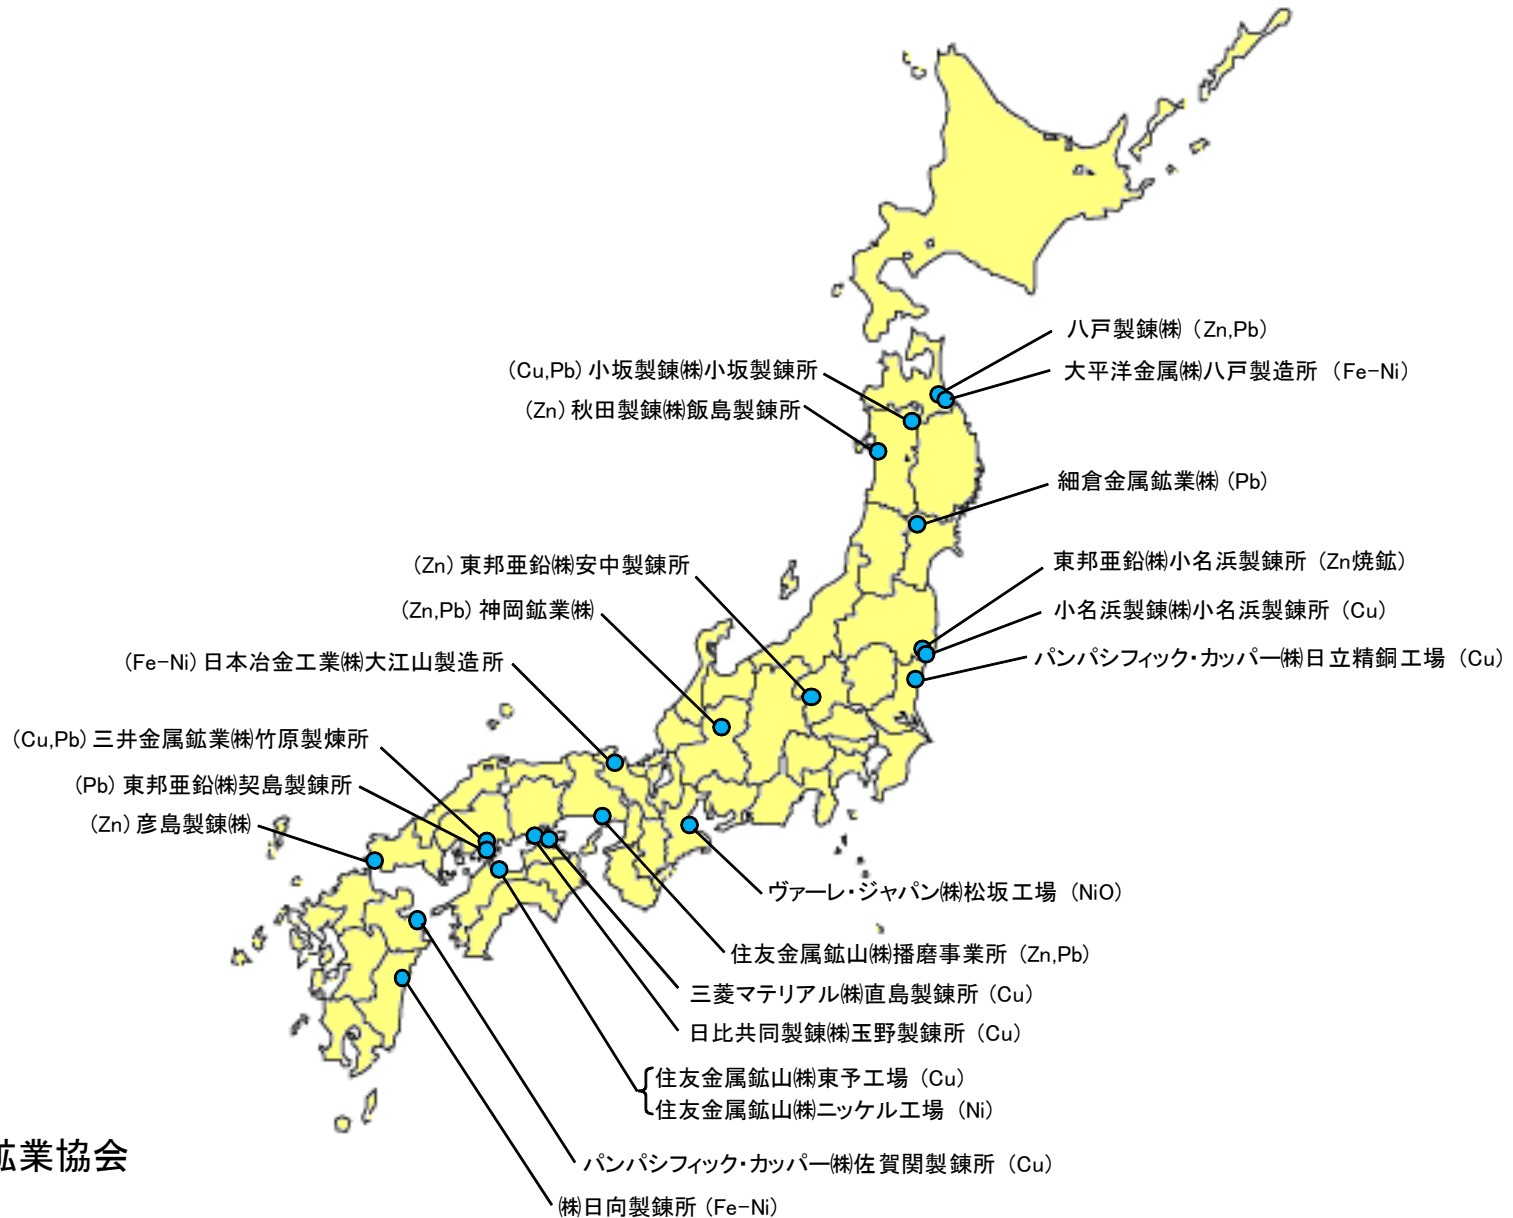 八戸製錬㈱ (Zn,Pb)
(Cu,Pb) 小坂製錬㈱小坂製錬所
大平洋金属㈱八戸製造所 (Fe-Ni)
(Zn) 秋田製錬㈱飯島製錬所
細倉金属鉱業㈱ (Pb)
(Zn) 東邦亜鉛㈱安中製錬所
東邦亜鉛㈱小名浜製錬所 (Zn焼鉱)
(Zn,Pb) 神岡鉱業㈱
小名浜製錬㈱小名浜製錬所 (Cu)
(Fe-Ni) 日本冶金工業㈱大江山製造所
パンパシフィック・カッパー㈱日立精銅工場 (Cu)
(Cu,Pb) 三井金属鉱業㈱竹原製煉所
(Pb) 東邦亜鉛㈱契島製錬所
(Zn) 彦島製錬㈱
ヴァーレ・ジャパン㈱松坂工場 (NiO)
住友金属鉱山㈱播磨事業所 (Zn,Pb)
三菱マテリアル㈱直島製錬所 (Cu)
日比共同製錬㈱玉野製錬所 (Cu)
住友金属鉱山㈱東予工場 (Cu)
住友金属鉱山㈱ニッケル工場 (Ni)
鉱業協会
パンパシフィック・カッパー㈱佐賀関製錬所 (Cu)
㈱日向製錬所 (Fe-Ni)